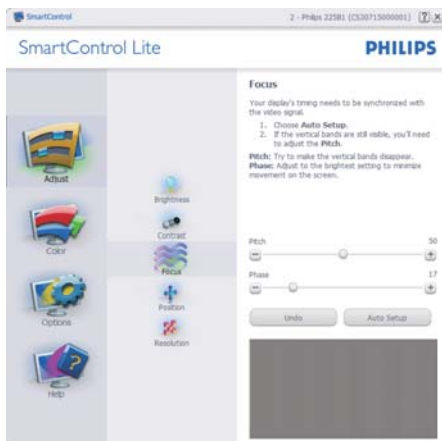 SmartControl
2 - Philips 225B1 (CS30715000001)
SmartControl Lite
PHILIPS
Adjust
Color
Options
Help
Brightness
Contrast
Focus
Position
Resolution
Focus
Your display's timing needs to be synchronized with
the video signal.
1. Choose Auto Setup.
2. If the vertical bands are still visible, you'll need
to adjust the Pitch.
Pitch: Try to make the vertical bands disappear.
Phase: Adjust to the brightest setting to minimize
movement on the screen.
Pitch 50
Phase 17
Undo Auto Setup